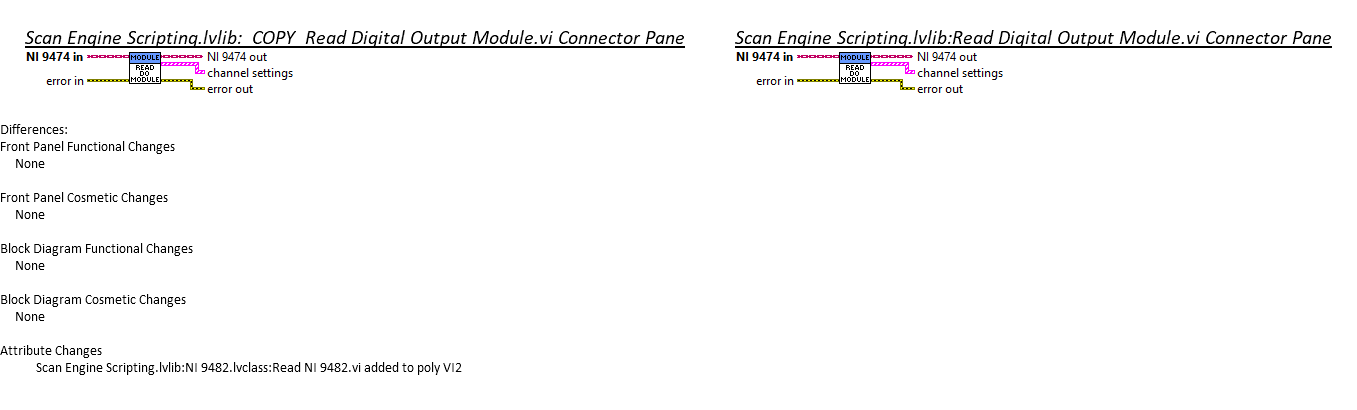 Scan Engine Scripting.lvlib:_COPY_Read Digital Output Module.vi Connector Pane
NI 9474 in
MODULE
READ
DO
MODULE
NI 9474 out
channel settings
error in
error out
Scan Engine Scripting.lvlib:Read Digital Output Module.vi Connector Pane
NI 9474 in
MODULE
READ
DO
MODULE
NI 9474 out
channel settings
error in
error out
Differences:
Front Panel Functional Changes
None
Front Panel Cosmetic Changes
None
Block Diagram Functional Changes
None
Block Diagram Cosmetic Changes
None
Attribute Changes
Scan Engine Scripting.lvlib:NI 9482.lvclass:Read NI 9482.vi added to poly VI2